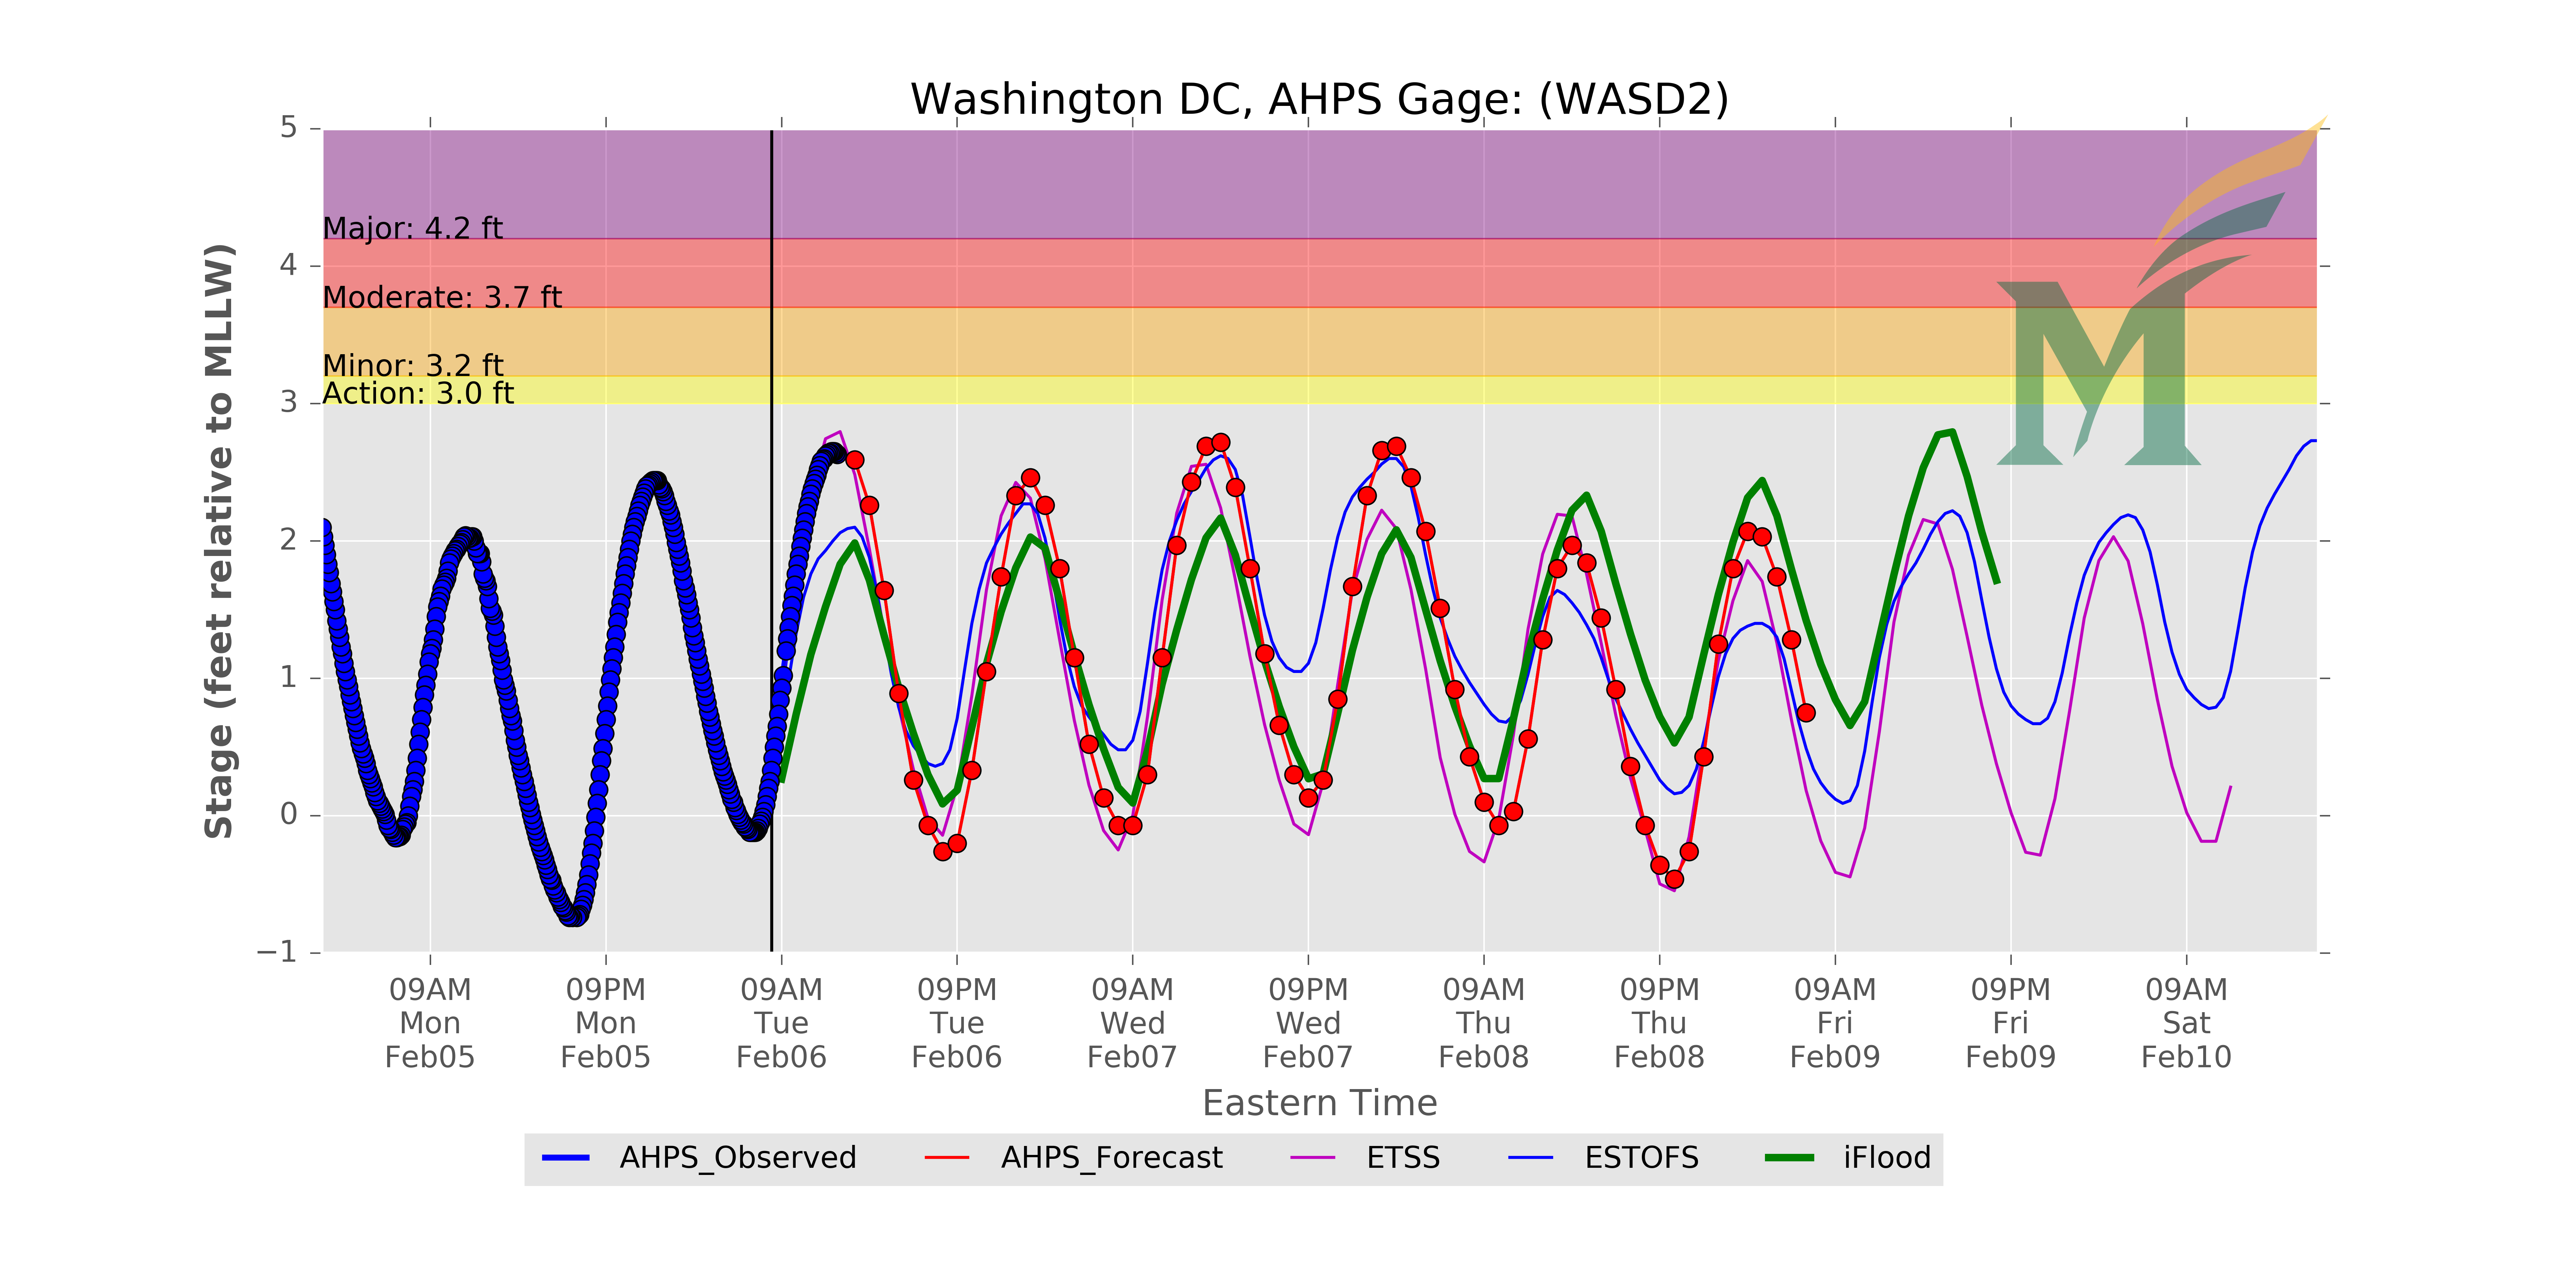 Washington DC, AHPS Gage: (WASD2)
Stage (feet relative to MLLW)
5
4
3
2
1
0
−1
Major: 4.2 ft
Moderate: 3.7 ft
Minor: 3.2 ft
Action: 3.0 ft
09AM 09PM 09AM 09PM 09AM 09PM 09AM 09PM 09AM 09PM 09AM
Mon Mon Tue Tue Wed Wed Thu Thu Fri Fri Sat
Feb05 Feb05 Feb06 Feb06 Feb07 Feb07 Feb08 Feb08 Feb09 Feb09 Feb10
Eastern Time
AHPS_Observed AHPS_Forecast ETSS ESTOFS iFlood